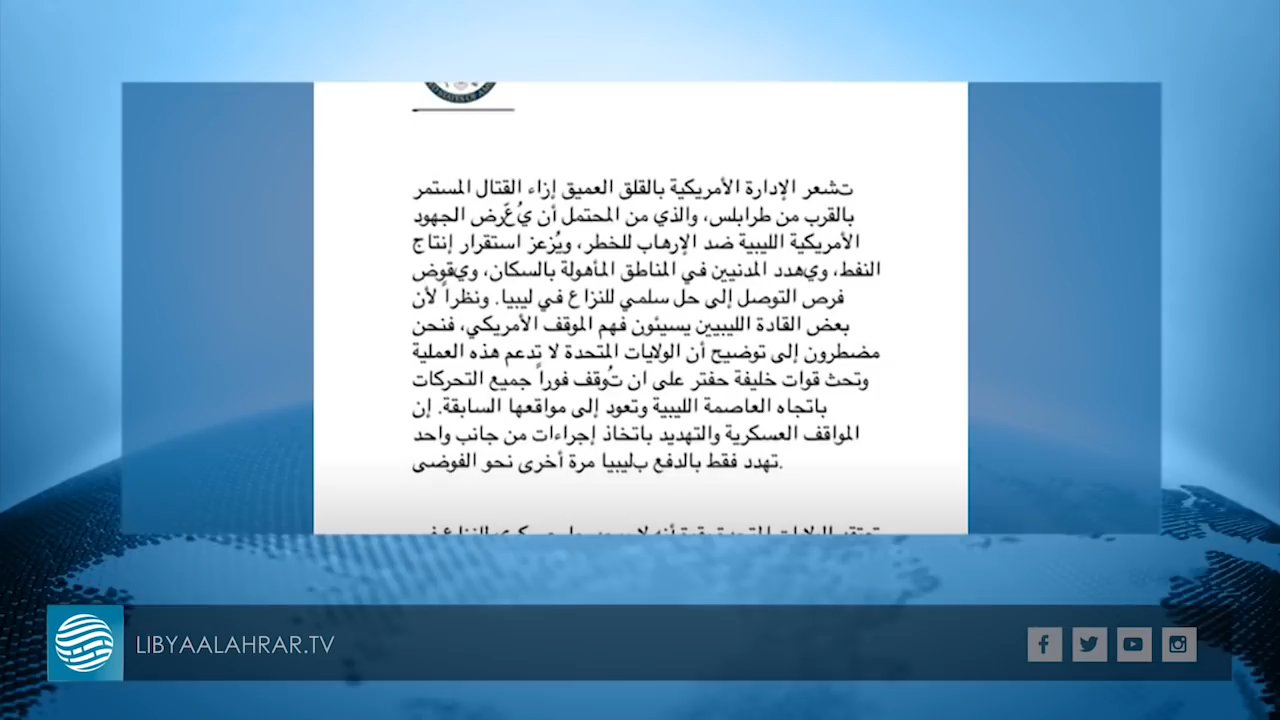 تشعر الإدارة الأمريكية بالقلق العميق إزاء القتال المستمر
بالقرب من طرابلس، والذي من المحتمل أن يُعَّرض الجهود
الأمريكية الليبية ضد الإرهاب للخطر، ويُزعز استقرار إنتاج
النفط، ويهدد المدنيين في المناطق المأهولة بالسكان، ويقوض
فرص التوصل إلى حل سلمي للنزاع في ليبيا. ونظراً لأن
بعض القادة الليبيين يسيئون فهم الموقف الأمريكي، فنحن
مضطرون إلى توضيح أن الولايات المتحدة لا تدعم هذه العملية
وتحث قوات خليفة حفتر على ان تُوقف فوراً جميع التحركات
باتجاه العاصمة الليبية وتعود إلى مواقعها السابقة. إن
المواقف العسكرية والتهديد باتخاذ إجراءات من جانب واحد
تهدد فقط بالدفع بليبيا مرة أخرى نحو الفوضى.
LIBYAALAHRAR.TV